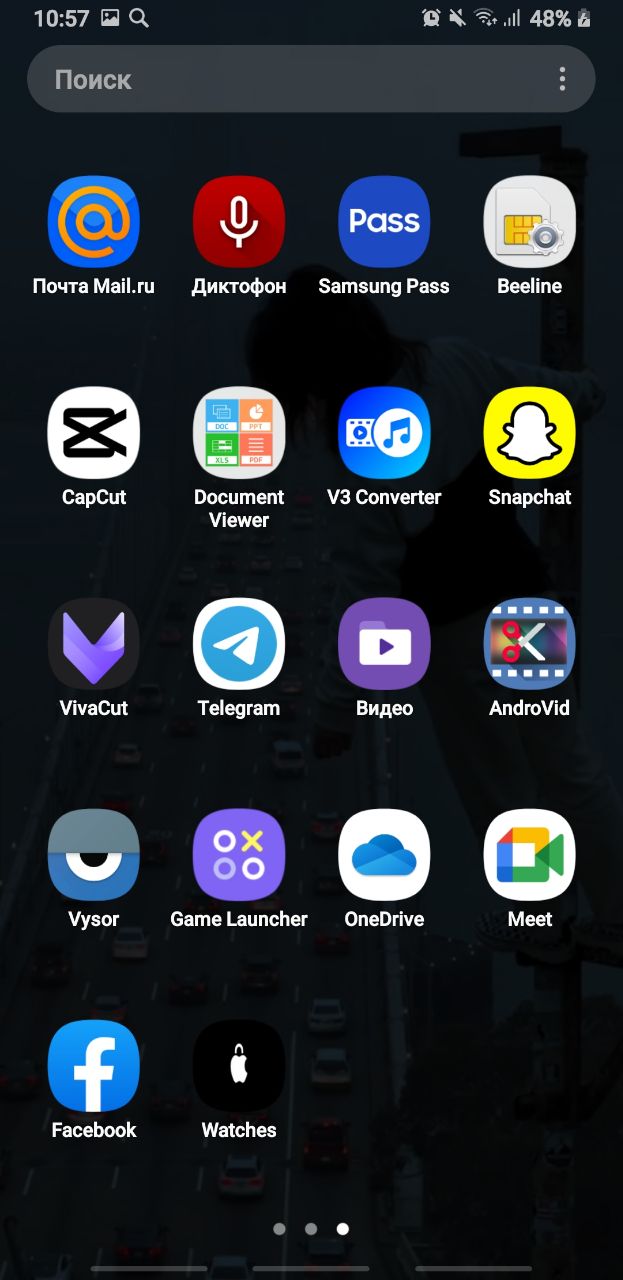 10:57 48%
Поиск
Pass
Почта Mail.ru Диктофон Samsung Pass Beeline
DOC PPT
XLS PDF
CapCut Document Viewer V3 Converter Snapchat
VivaCut Telegram Видео AndroVid
Vysor Game Launcher OneDrive Meet
Facebook Watches